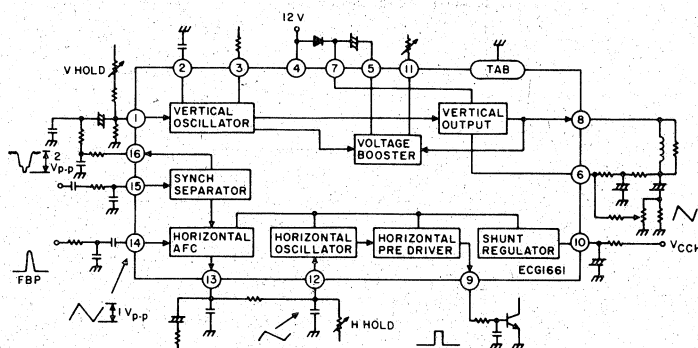 12 V
V HOLD
2
3
4
7
5
11
TAB
1
VERTICAL
OSCILLATOR
VERTICAL
OUTPUT
8
VOLTAGE
BOOSTER
16
2
Vp-p
6
15
SYNCH
SEPARATOR
14
HORIZONTAL
AFC
HORIZONTAL
OSCILLATOR
HORIZONTAL
PRE DRIVER
SHUNT
REGULATOR
10
VCCH
ECG1661
FBP
13
12
9
1 Vp-p
H HOLD